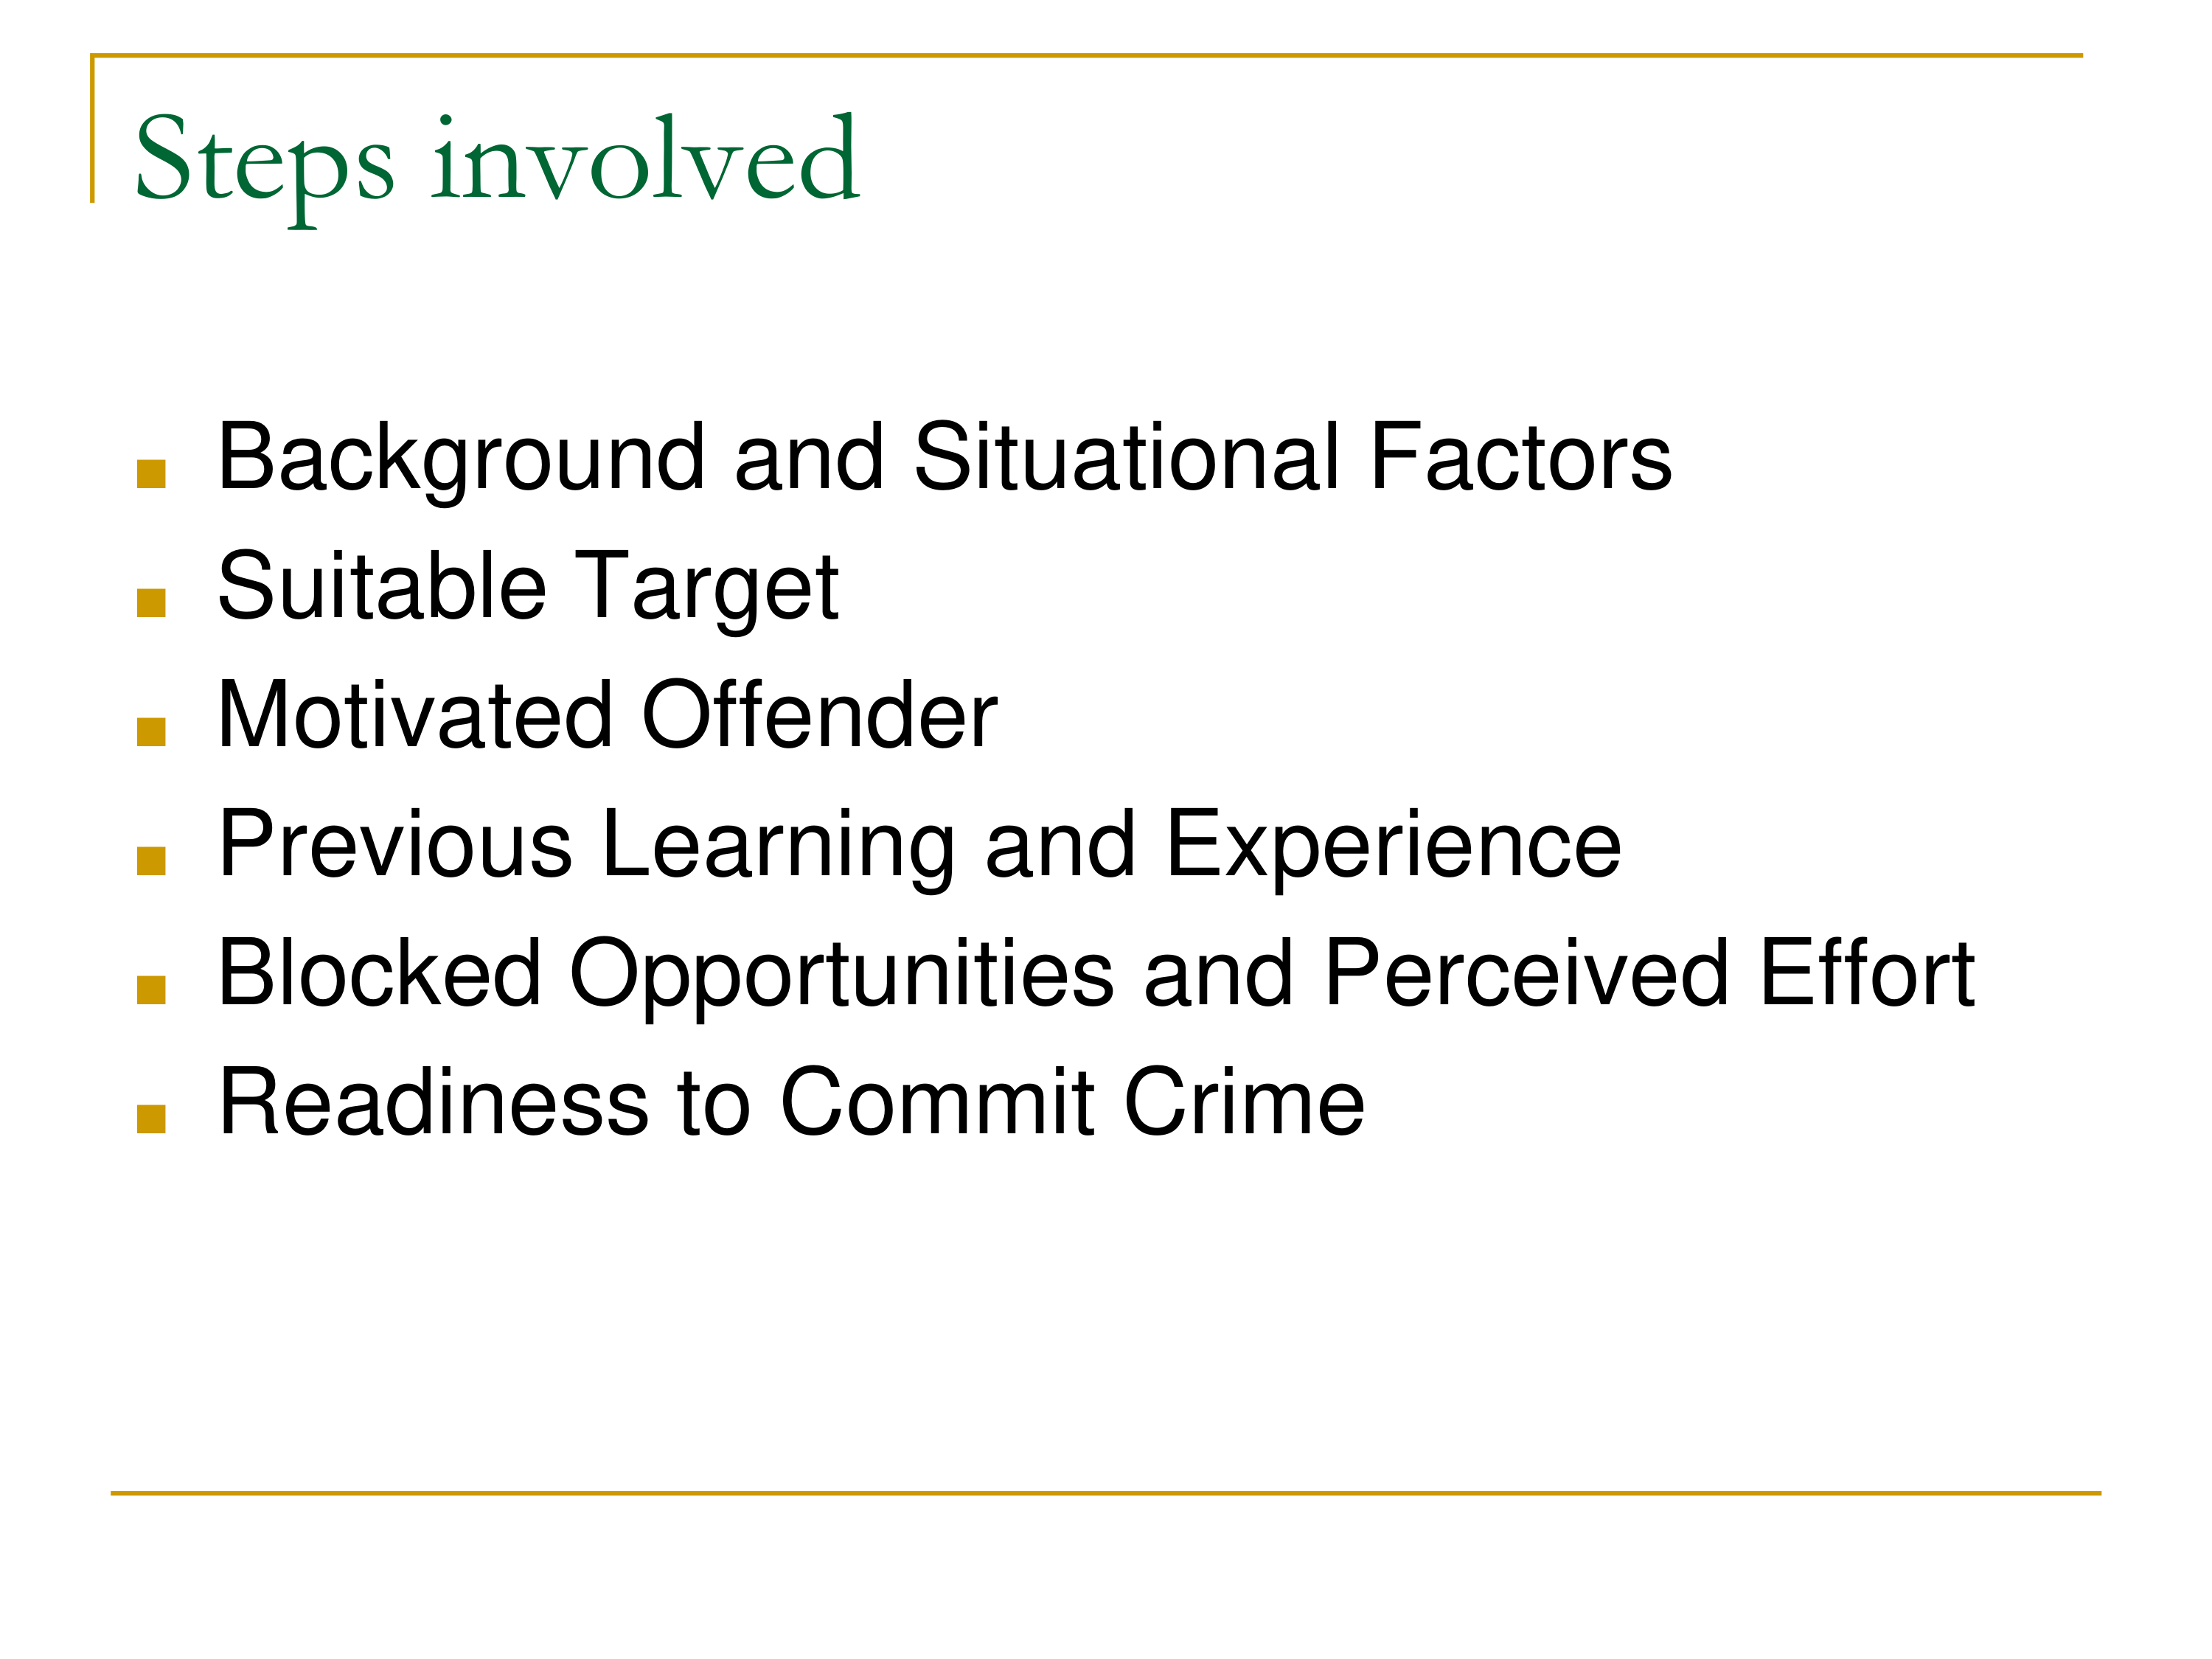 Steps involved
Background and Situational Factors
Suitable Target
Motivated Offender
Previous Learning and Experience
Blocked Opportunities and Perceived Effort
Readiness to Commit Crime